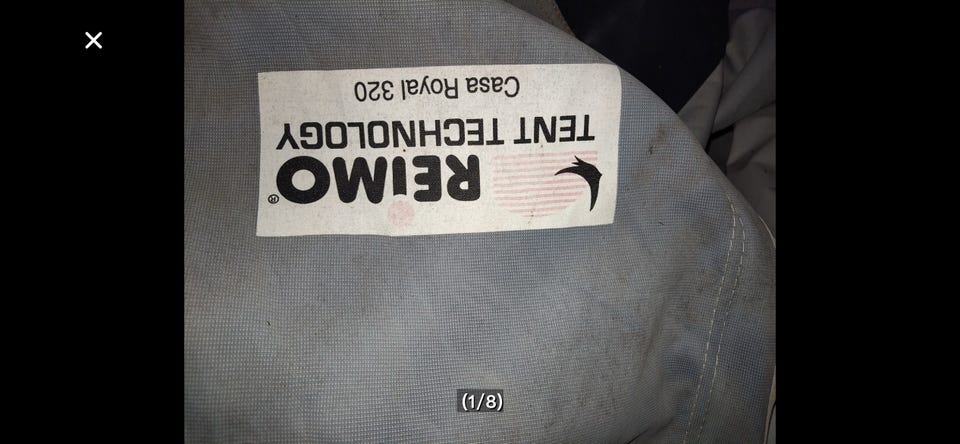 REIMO®
TENT TECHNOLOGY
Casa Royal 320
(1/8)